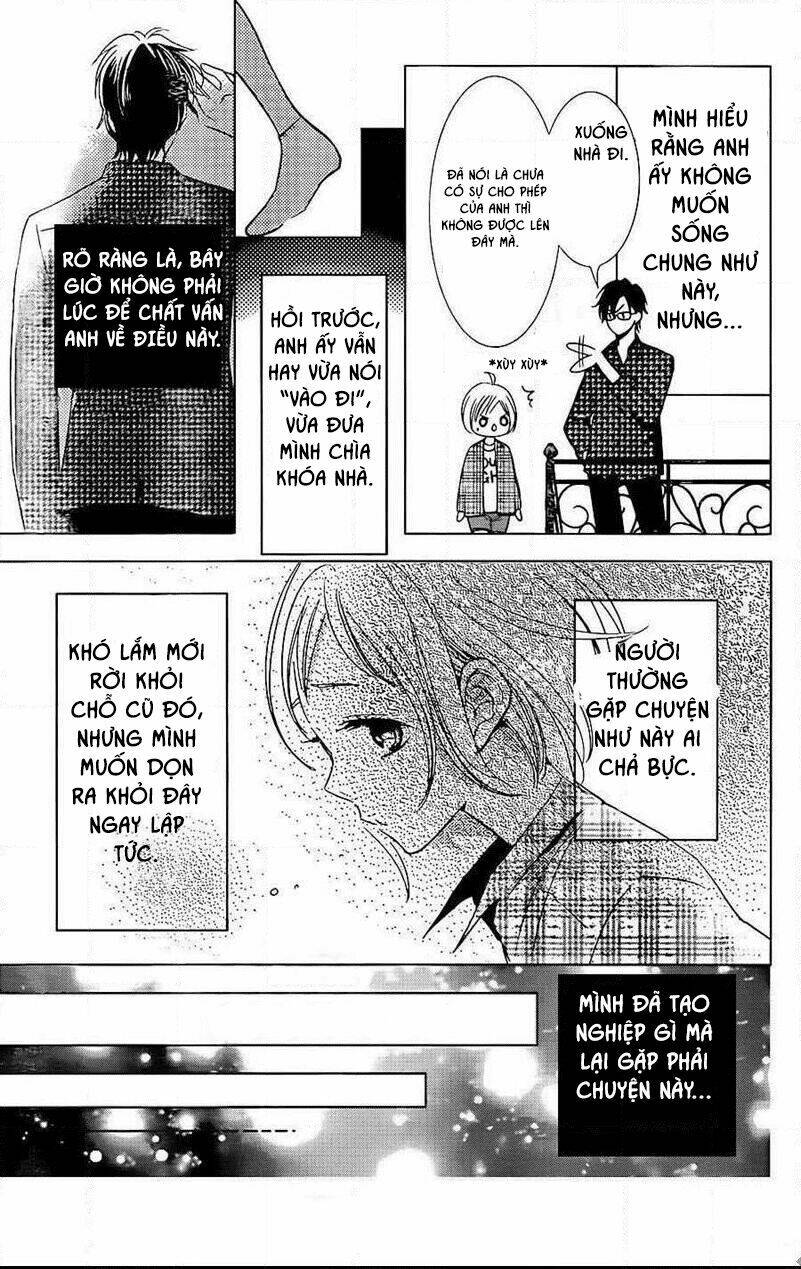 MÌNH HIỂU
RẰNG ANH
ẤY KHÔNG
MUỐN
SỐNG
CHUNG NHƯ
NÀY,
NHƯNG...
XUỐNG
NHÀ ĐI.
ĐÃ NÓI LÀ CHƯA
CÓ SỰ CHO PHÉP
CỦA ANH THÌ
KHÔNG ĐƯỢC LÊN
ĐÂY MÀ.
*XÙY XÙY*
HỒI TRƯỚC,
ANH ẤY VẪN
HAY VỪA NÓI
“VÀO ĐI”,
VỪA ĐƯA
MÌNH CHÌA
KHÓA NHÀ.
RÕ RÀNG LÀ, BÂY
GIỜ KHÔNG PHẢI
LÚC ĐỂ CHẤT VẤN
ANH VỀ ĐIỀU NÀY.
NGƯỜI
THƯỜNG
GẶP CHUYỆN
NHƯ NÀY AI
CHẢ BỰC.
KHÓ LẮM MỚI
RỜI KHỎI
CHỖ CŨ ĐÓ,
NHƯNG MÌNH
MUỐN DỌN
RA KHỎI ĐÂY
NGAY LẬP
TỨC.
MÌNH ĐÃ TẠO
NGHIỆP GÌ MÀ
LẠI GẶP PHẢI
CHUYỆN NÀY...